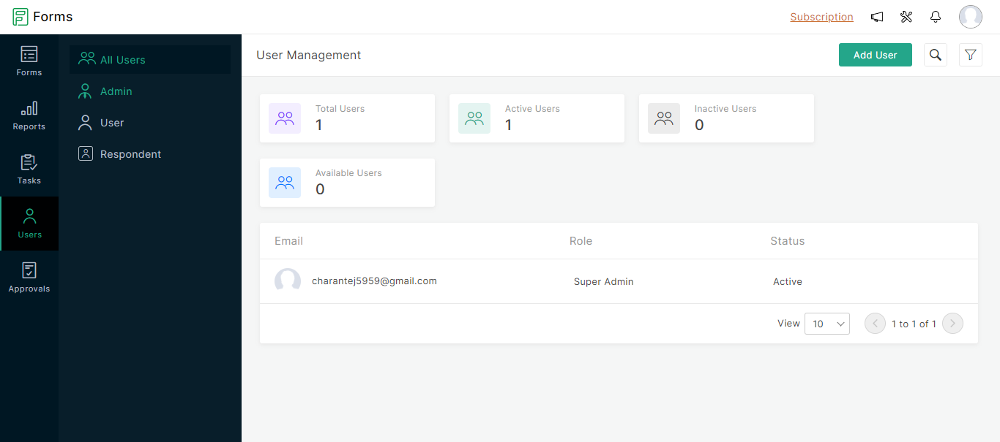 Forms
Subscription
Forms
Reports
Tasks
Users
Approvals
All Users
Admin
User
Respondent
User Management
Add User
Total Users
1
Active Users
1
Inactive Users
0
Available Users
0
Email Role Status
charantej5959@gmail.com Super Admin Active
View 10 1 to 1 of 1